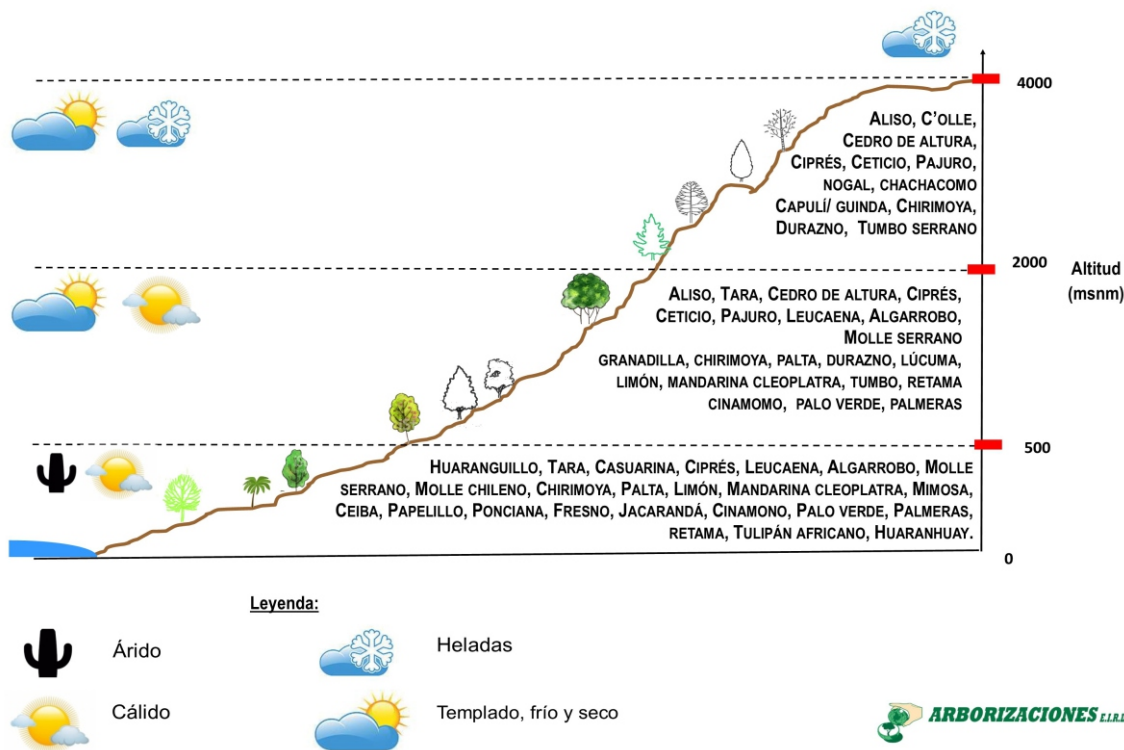 4000
ALISO, C'OLLE,
CEDRO DE ALTURA,
CIPRÉS, CETICIO, PAJURO,
NOGAL, CHACHACOMO
CAPULÍ/ GUINDA, CHIRIMOYA,
DURAZNO, TUMBO SERRANO
2000
Altitud
(msnm)
ALISO, TARA, CEDRO DE ALTURA, CIPRÉS,
CETICIO, PAJURO, LEUCAENA, ALGARROBO,
MOLLE SERRANO
GRANADILLA, CHIRIMOYA, PALTA, DURAZNO, LÚCUMA,
LIMÓN, MANDARINA CLEOPLATRA, TUMBO, RETAMA
CINAMOMO, PALO VERDE, PALMERAS
500
HUARANGUILLO, TARA, CASUARINA, CIPRÉS, LEUCAENA, ALGARROBO, MOLLE
SERRANO, MOLLE CHILENO, CHIRIMOYA, PALTA, LIMÓN, MANDARINA CLEOPLATRA, MIMOSA,
CEIBA, PAPELILLO, PONCIANA, FRESNO, JACARANDÁ, CINAMONO, PALO VERDE, PALMERAS,
RETAMA, TULIPÁN AFRICANO, HUARANHUAY.
0
Leyenda:
Árido
Heladas
Cálido
Templado, frío y seco
ARBORIZACIONES E.I.R.L